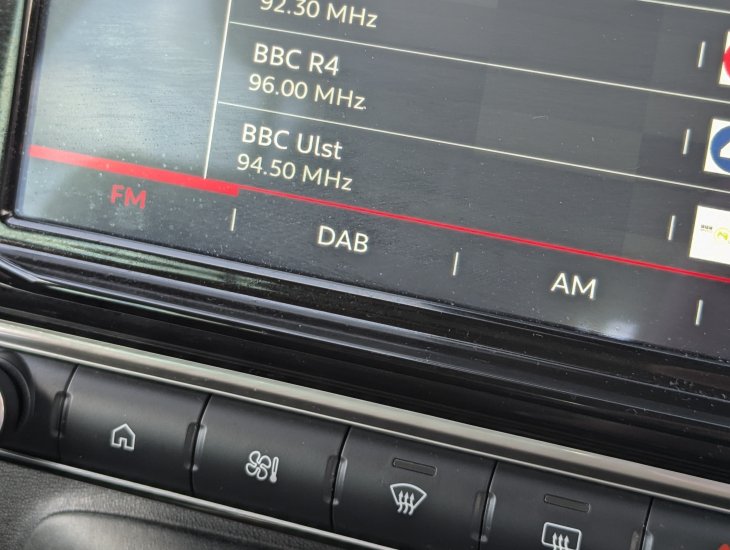 92.30 MHz
BBC R4
96.00 MHz
BBC Ulst
94.50 MHz
FM
DAB
AM